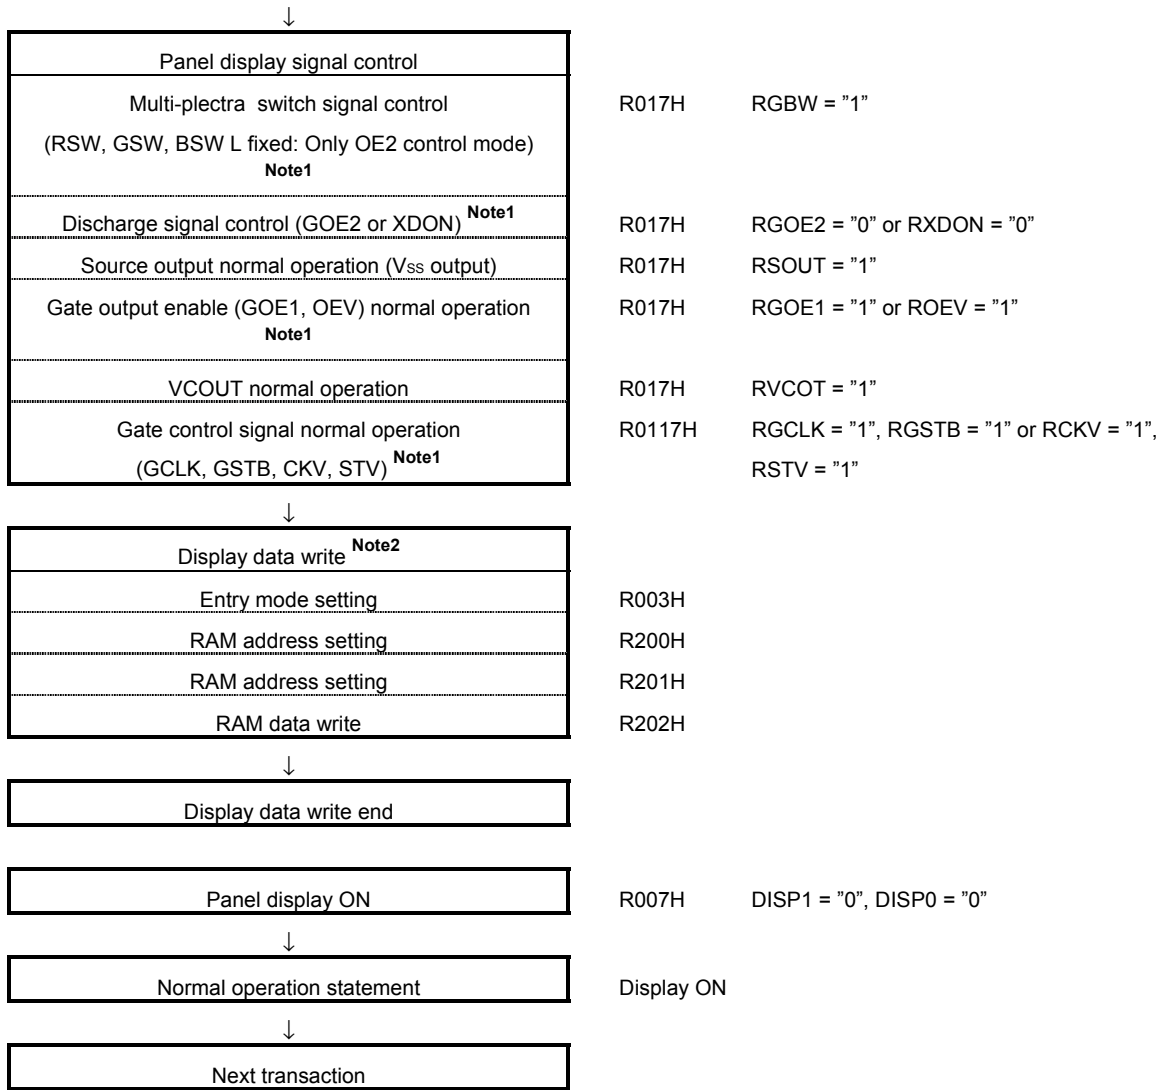 ↓
Panel display signal control
Multi-plectra switch signal control R017H RGBW = ”1”
(RSW, GSW, BSW L fixed: Only OE2 control mode)
Note1
Discharge signal control (GOE2 or XDON) Note1 R017H RGOE2 = ”0” or RXDON = ”0”
Source output normal operation (VSS output) R017H RSOUT = ”1”
Gate output enable (GOE1, OEV) normal operation R017H RGOE1 = ”1” or ROEV = ”1”
Note1
VCOUT normal operation R017H RVCOT = ”1”
Gate control signal normal operation R0117H RGCLK = ”1”, RGSTB = ”1” or RCKV = ”1”,
(GCLK, GSTB, CKV, STV) Note1 RSTV = ”1”
↓
Display data write Note2
Entry mode setting R003H
RAM address setting R200H
RAM address setting R201H
RAM data write R202H
↓
Display data write end
Panel display ON R007H DISP1 = ”0”, DISP0 = ”0”
↓
Normal operation statement Display ON
↓
Next transaction